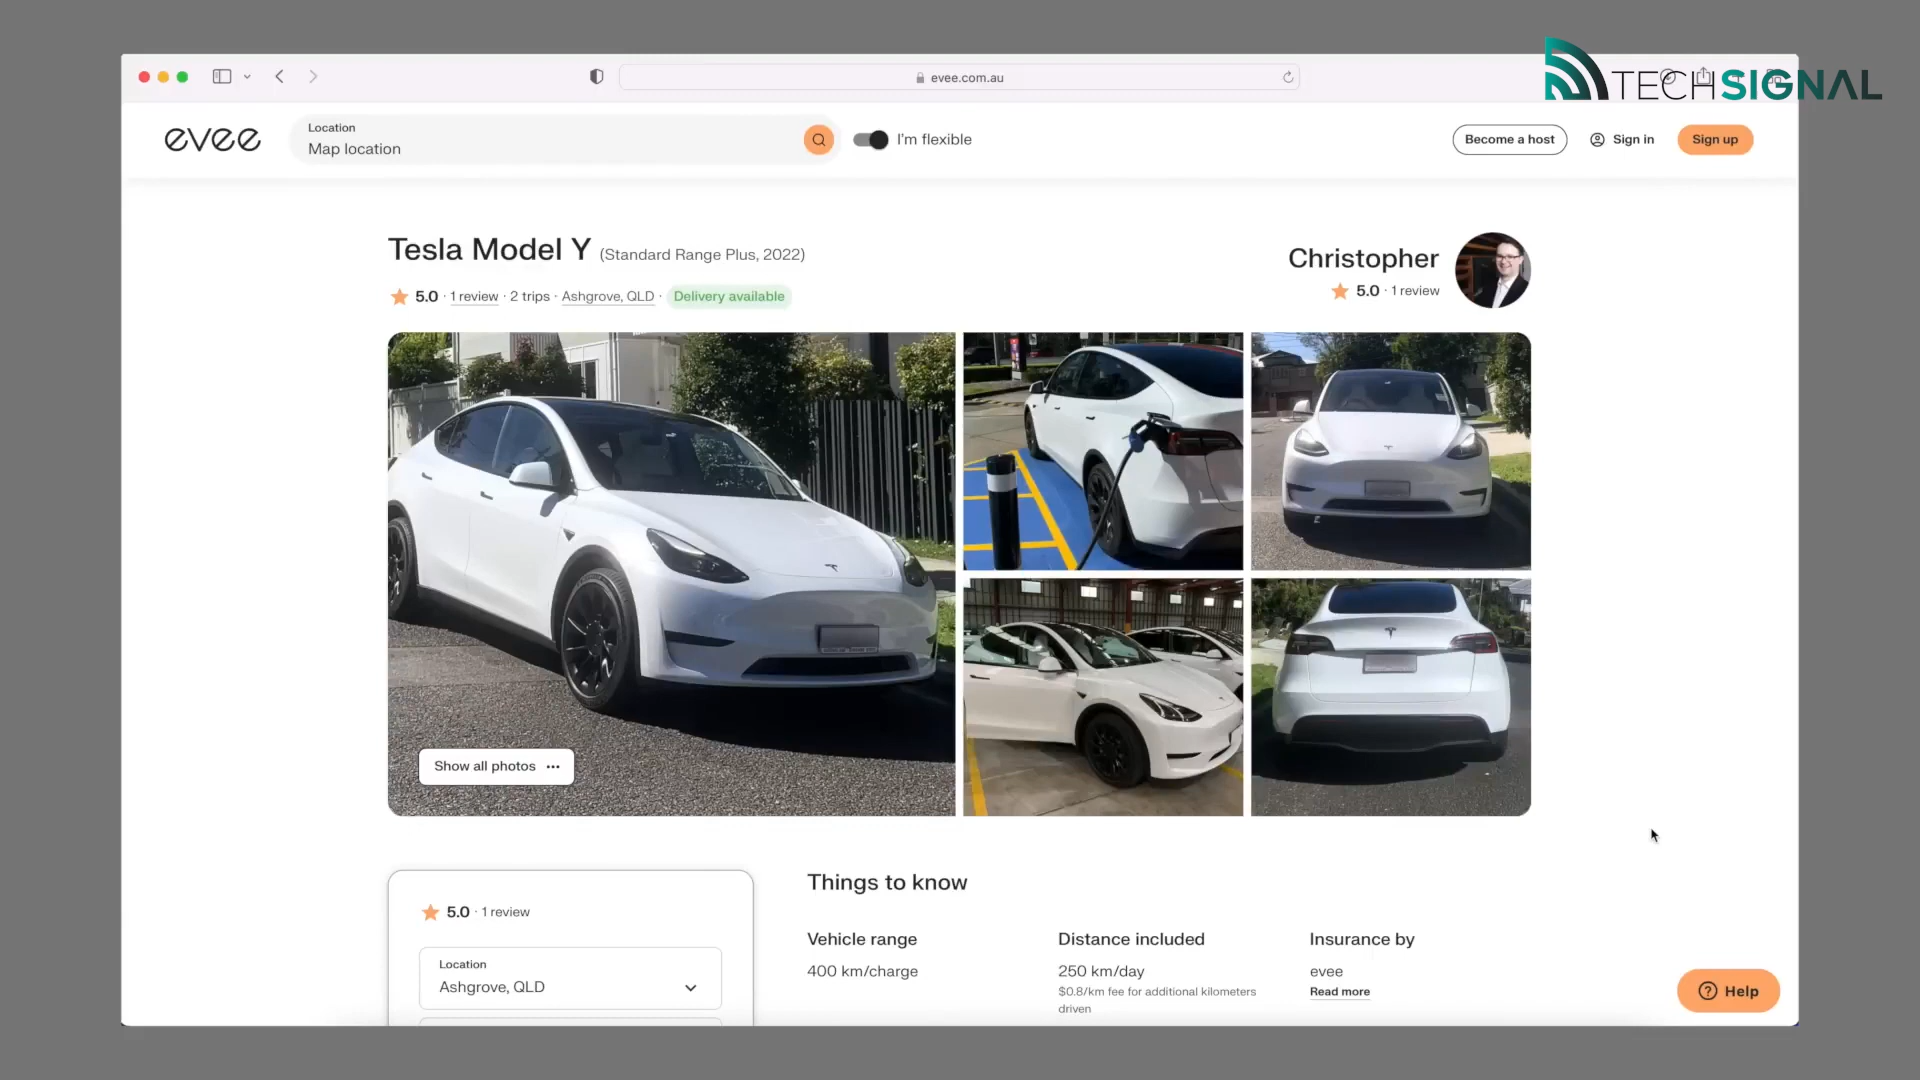 TECHSIGNAL
evee.com.au
evee
Location
Map location
I'm flexible
Become a host
Sign in
Sign up
Tesla Model Y (Standard Range Plus, 2022)
5.0 · 1 review · 2 trips · Ashgrove, QLD · Delivery available
Christopher
5.0 · 1 review
Show all photos ···
5.0 · 1 review
Location
Ashgrove, QLD
Things to know
Vehicle range
400 km/charge
Distance included
250 km/day
$0.8/km fee for additional kilometers
driven
Insurance by
evee
Read more
Help